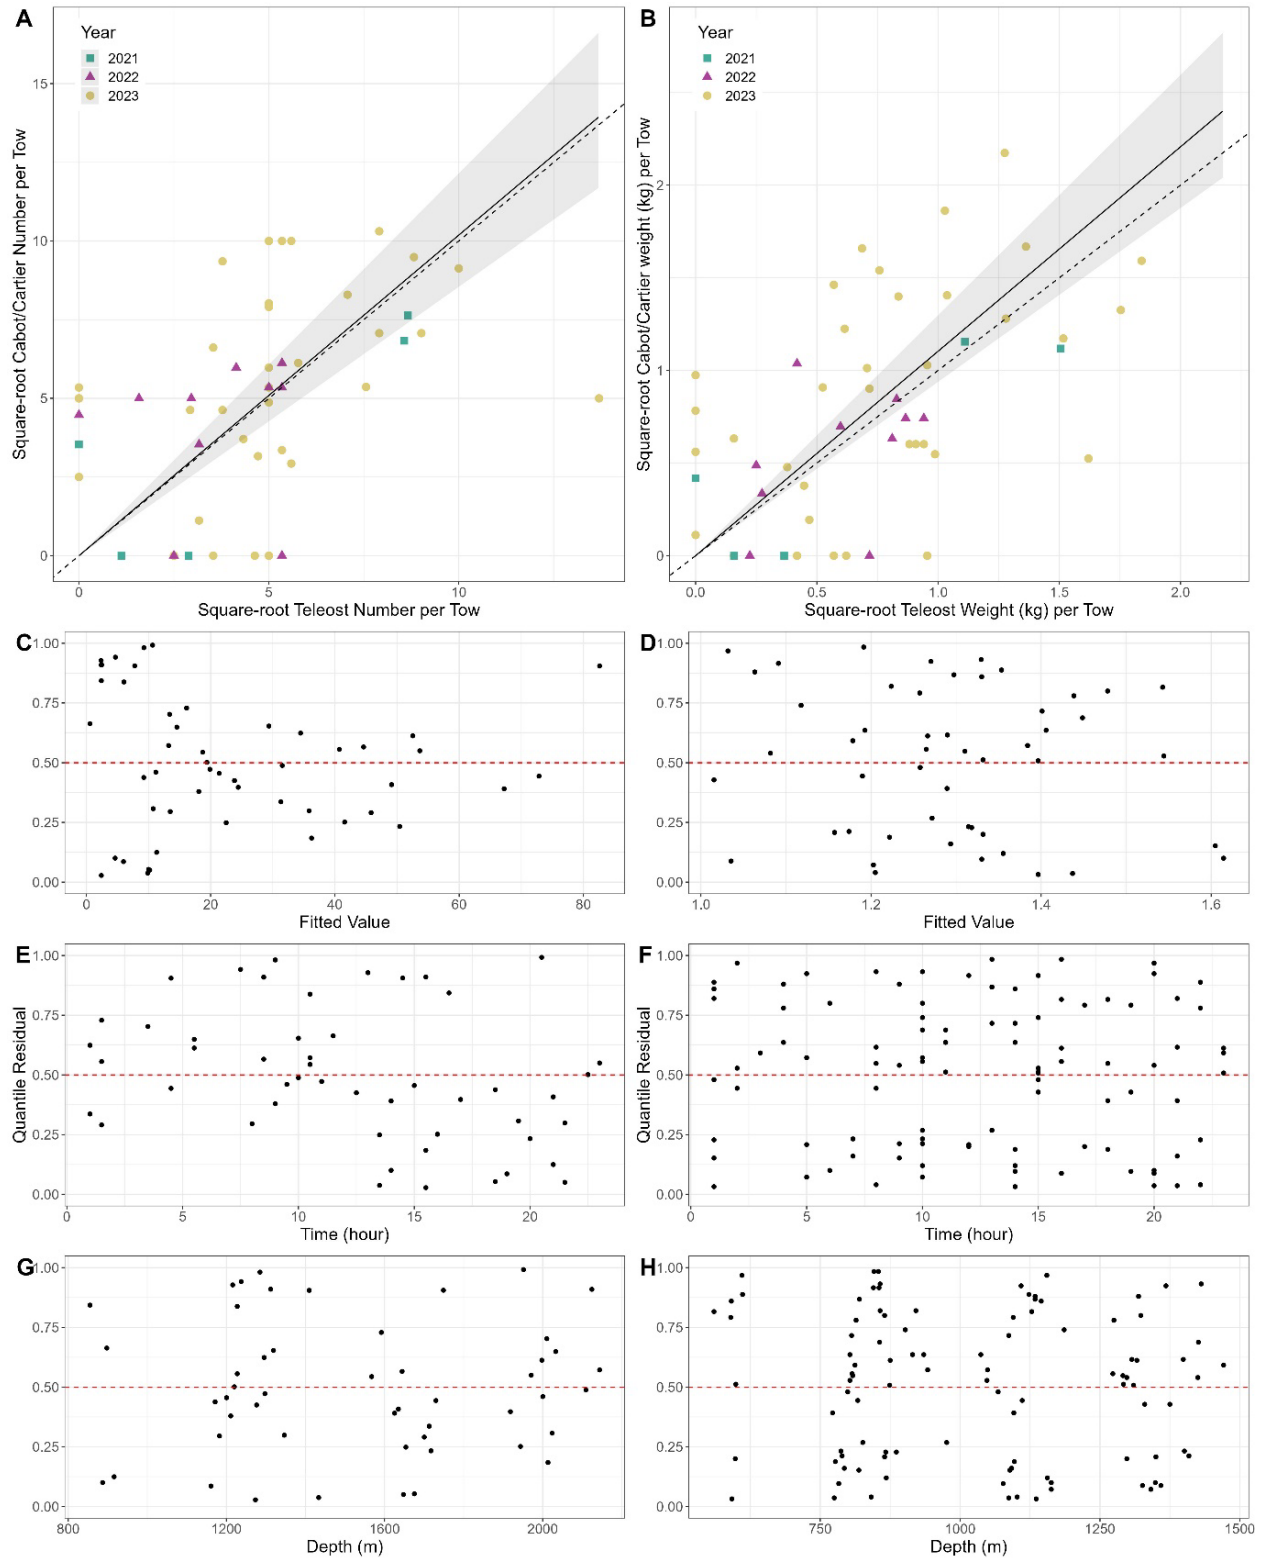 A
Year
2021
2022
2023
15
10
5
0
0 5 10
Square-root Cabot/Cartier Number per Tow
Square-root Teleost Number per Tow
B
Year
2021
2022
2023
2
1
0
0.0 0.5 1.0 1.5 2.0
Square-root Cabot/Cartier weight (kg) per Tow
Square-root Teleost Weight (kg) per Tow
C
1.00
0.75
0.50
0.25
0.00
0 20 40 60 80
Fitted Value
D
1.00
0.75
0.50
0.25
0.00
1.0 1.2 1.4 1.6
Fitted Value
E
1.00
0.75
0.50
0.25
0.00
0 5 10 15 20
Quantile Residual
Time (hour)
F
1.00
0.75
0.50
0.25
0.00
0 5 10 15 20
Quantile Residual
Time (hour)
G
1.00
0.75
0.50
0.25
0.00
800 1200 1600 2000
Depth (m)
H
1.00
0.75
0.50
0.25
0.00
750 1000 1250 1500
Depth (m)